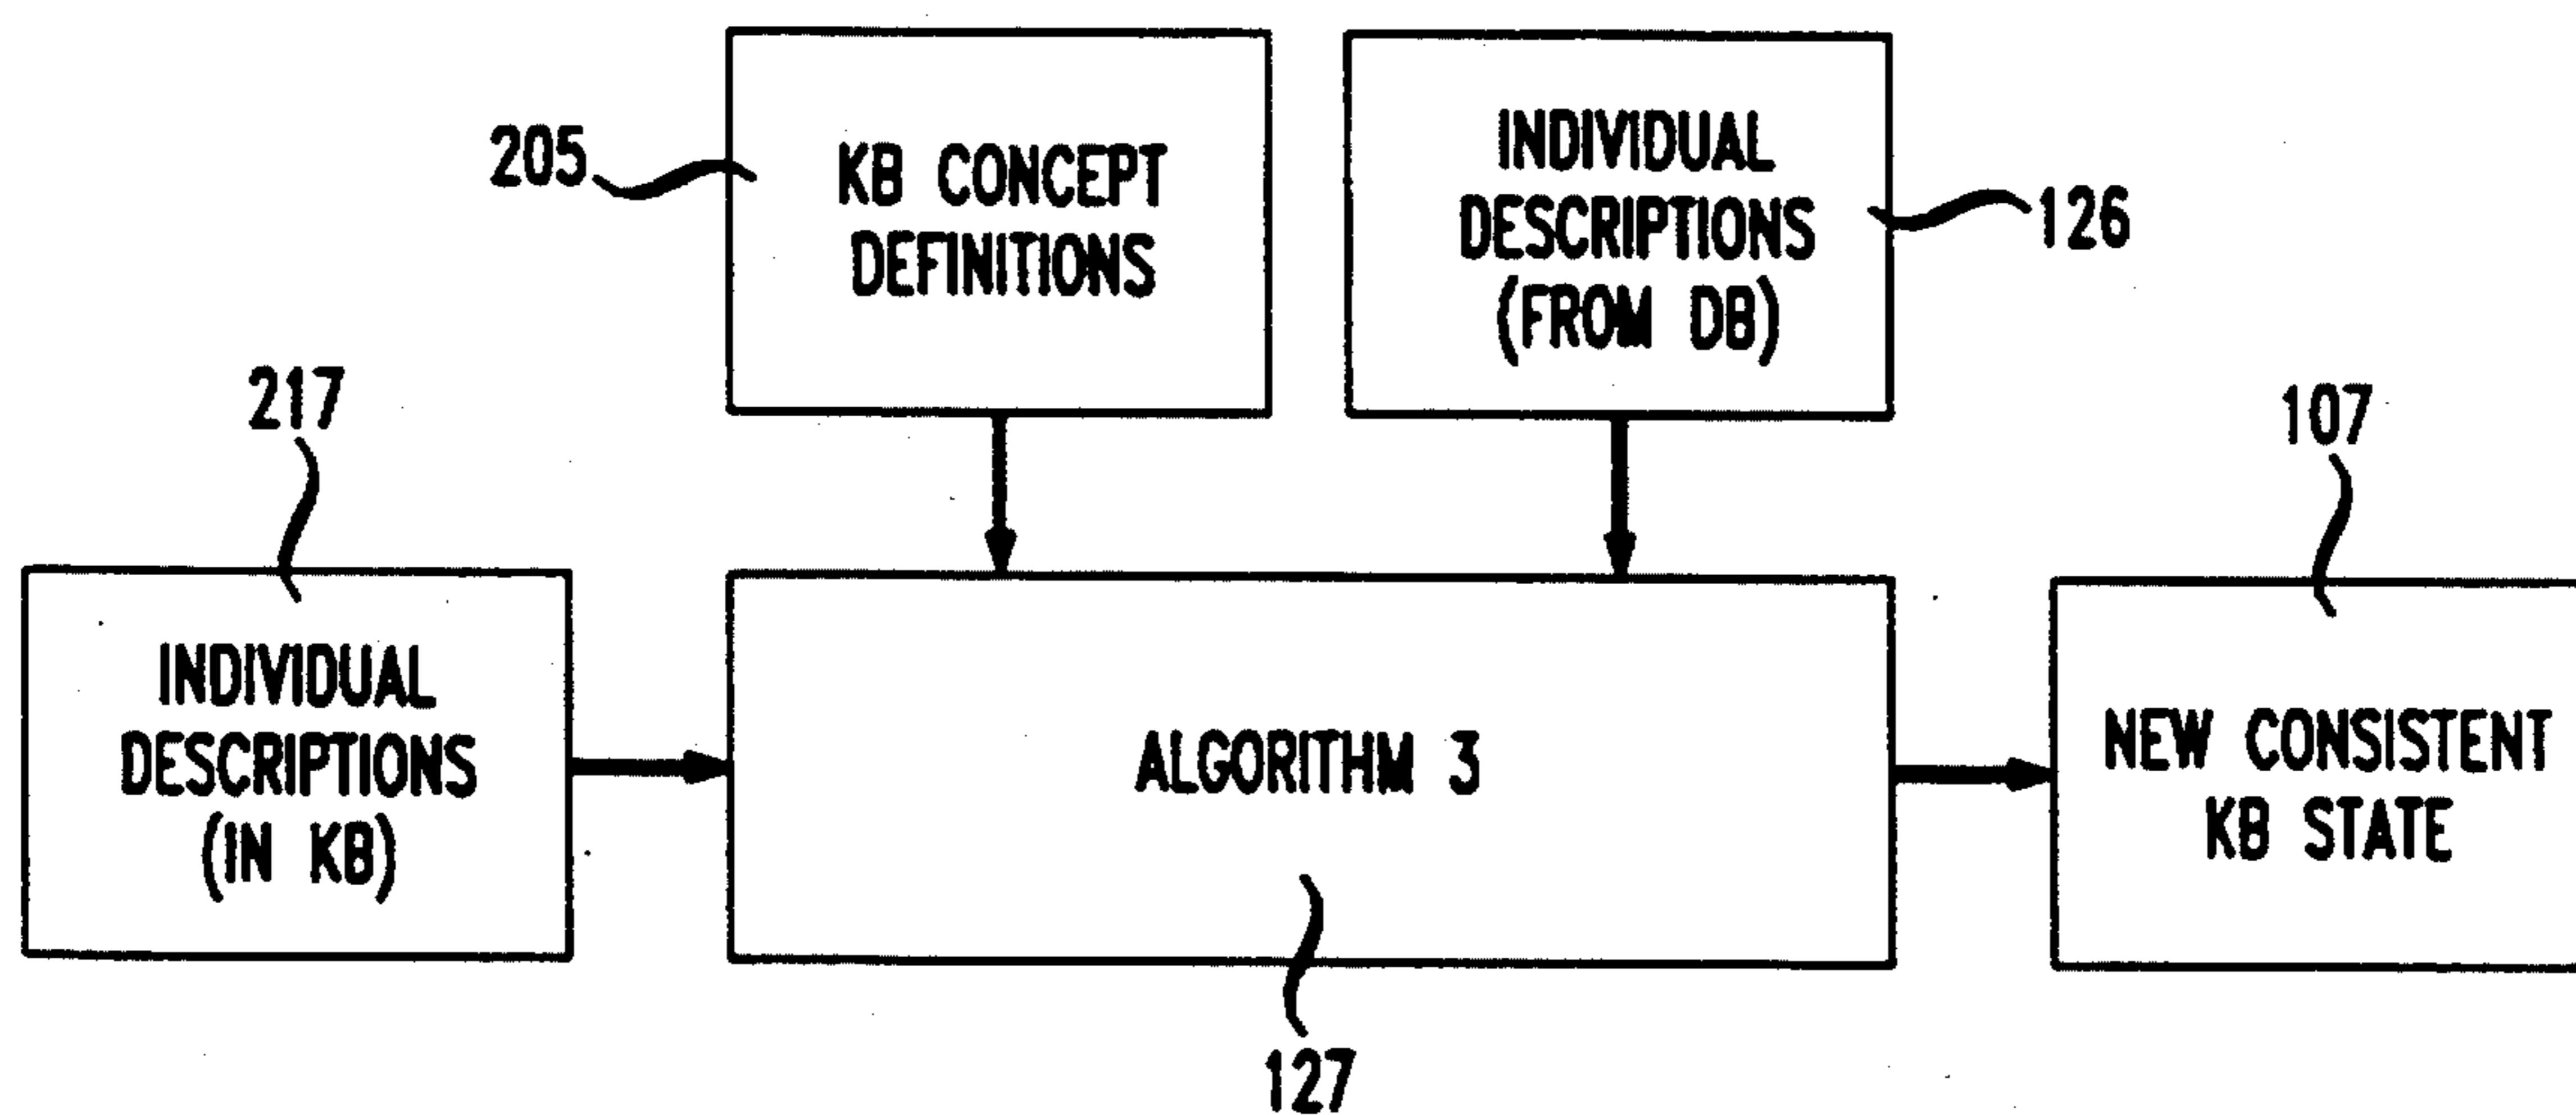 205
KB CONCEPT
DEFINITIONS
INDIVIDUAL
DESCRIPTIONS
(FROM DB)
126
217
107
INDIVIDUAL
DESCRIPTIONS
(IN KB)
ALGORITHM 3
NEW CONSISTENT
KB STATE
127